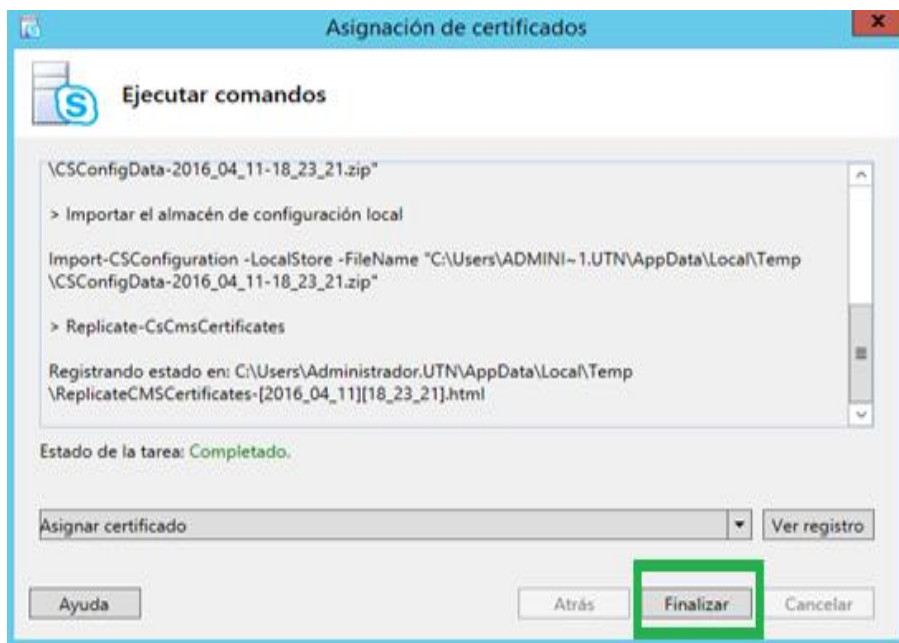 Asignación de certificados
x
Ejecutar comandos
\CSConfigData-2016_04_11-18_23_21.zip"
> Importar el almacén de configuración local
Import-CSConfiguration -LocalStore -FileName "C:\Users\ADMINI~1.UTN\AppData\Local\Temp
\CSConfigData-2016_04_11-18_23_21.zip"
> Replicate-CsCmsCertificates
Registrando estado en: C:\Users\Administrador.UTN\AppData\Local\Temp
\ReplicateCMSCertificates-[2016_04_11][18_23_21].html
Estado de la tarea: Completado.
Asignar certificado
Ver registro
Ayuda
Atrás
Finalizar
Cancelar